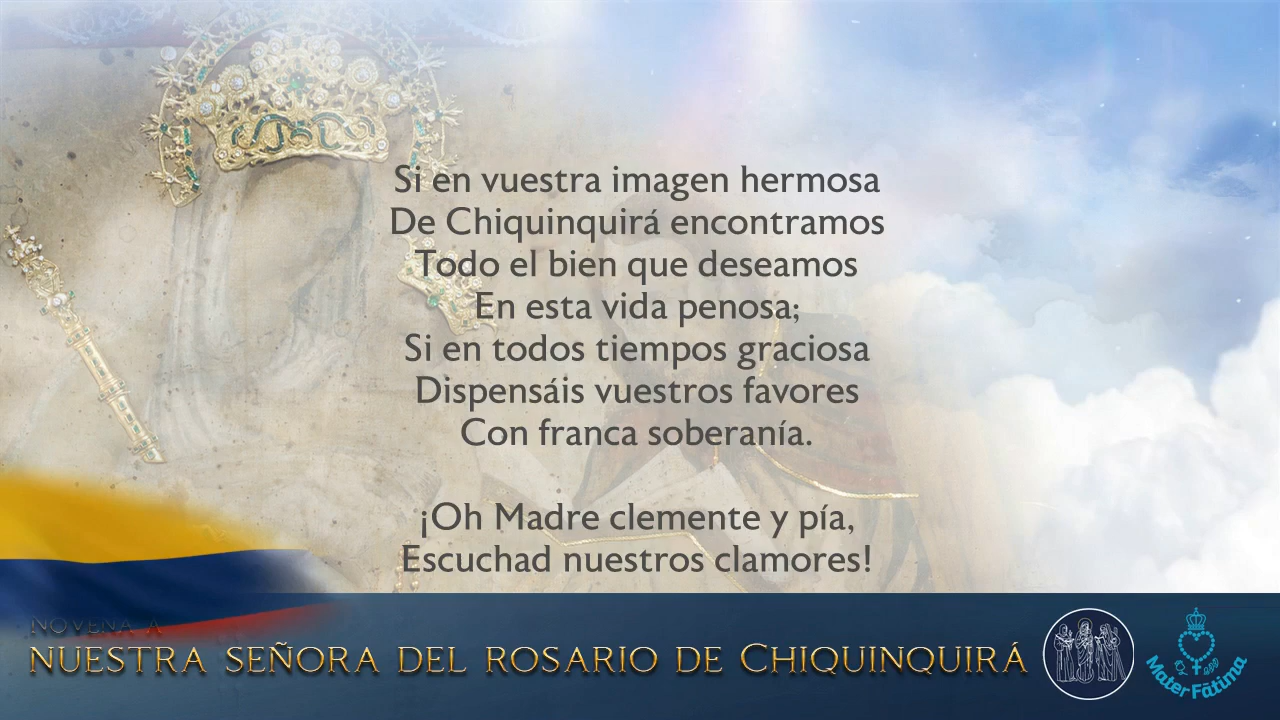 Si en vuestra imagen hermosa
De Chiquinquirá encontramos
Todo el bien que deseamos
En esta vida penosa;
Si en todos tiempos graciosa
Dispensáis vuestros favores
Con franca soberanía.
¡Oh Madre clemente y pía,
Escuchad nuestros clamores!
Novena a
nuestra señora del rosario de Chiquinquirá
Mater Fátima